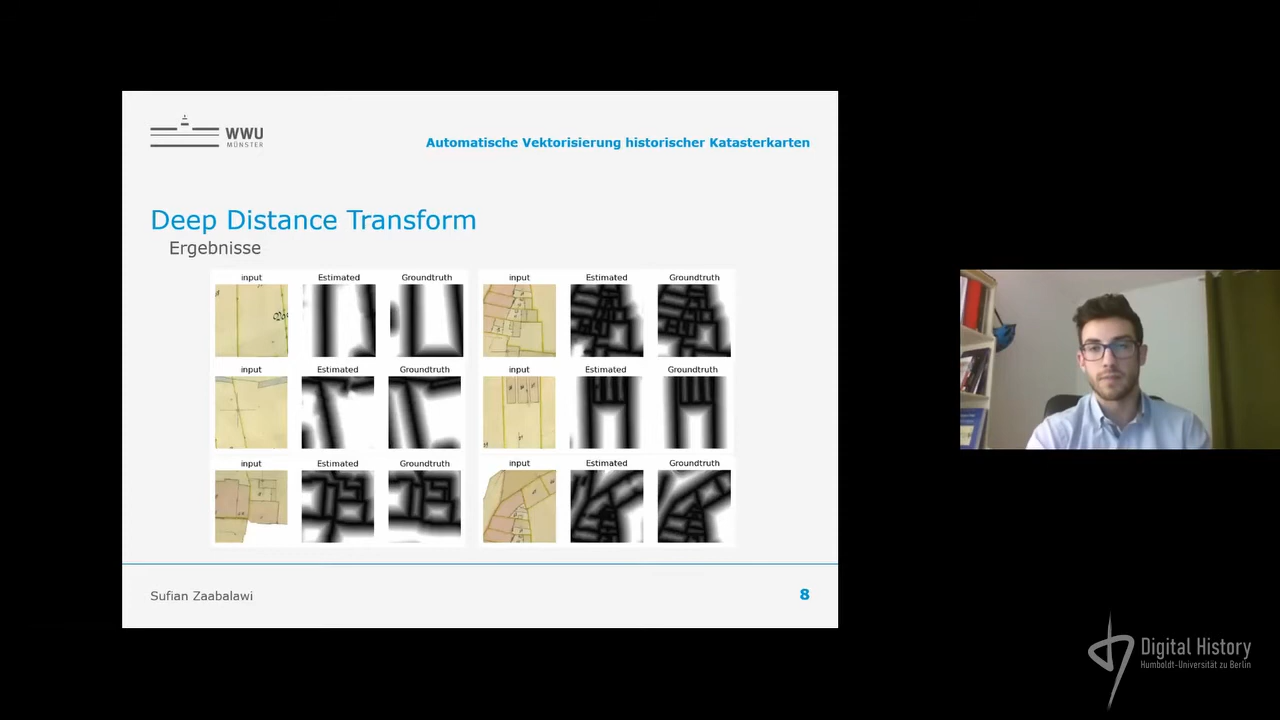 WWU
MÜNSTER
Automatische Vektorisierung historischer Katasterkarten
Deep Distance Transform
Ergebnisse
input Estimated Groundtruth input Estimated Groundtruth
input Estimated Groundtruth input Estimated Groundtruth
input Estimated Groundtruth input Estimated Groundtruth
Sufian Zaabalawi
8
Digital History
Humboldt-Universität zu Berlin